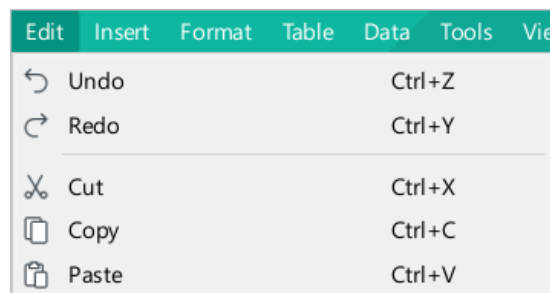 Edit Insert Format Table Data Tools
Undo Ctrl+Z
Redo Ctrl+Y
Cut Ctrl+X
Copy Ctrl+C
Paste Ctrl+V